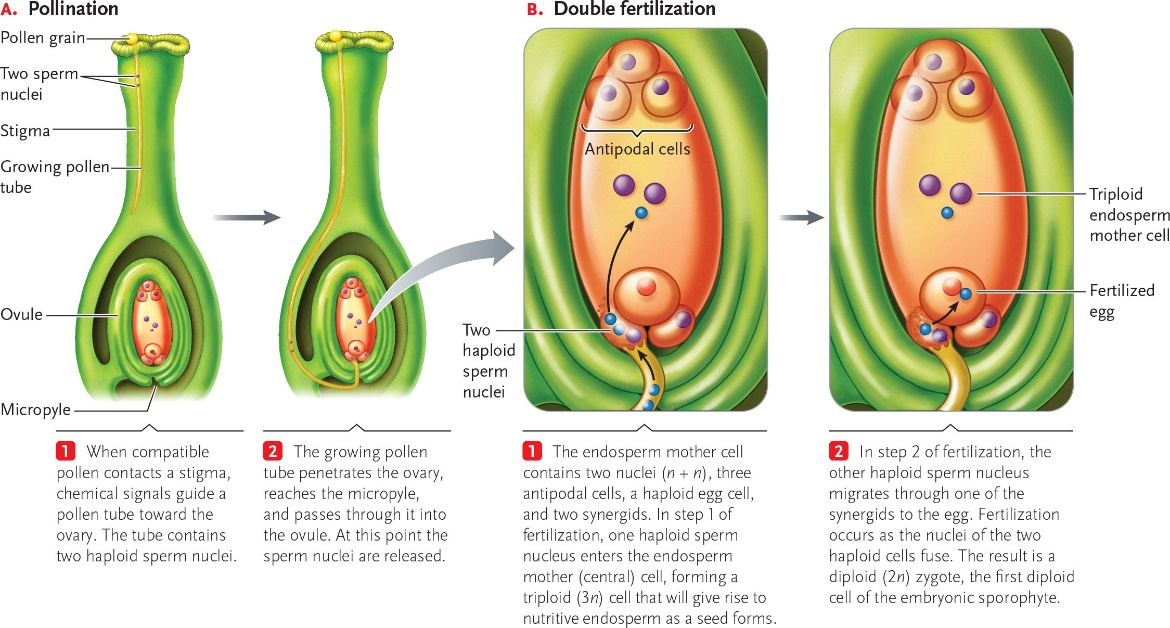 A. Pollination
Pollen grain
Two sperm
nuclei
Stigma
Growing pollen
tube
Ovule
Micropyle
1 When compatible
pollen contacts a stigma,
chemical signals guide a
pollen tube toward the
ovary. The tube contains
two haploid sperm nuclei.
2 The growing pollen
tube penetrates the ovary,
reaches the micropyle,
and passes through it into
the ovule. At this point the
sperm nuclei are released.
B. Double fertilization
Antipodal cells
Two
haploid
sperm
nuclei
Triploid
endosperm
mother cell
Fertilized
egg
1 The endosperm mother cell
contains two nuclei (n + n), three
antipodal cells, a haploid egg cell,
and two synergids. In step 1 of
fertilization, one haploid sperm
nucleus enters the endosperm
mother (central) cell, forming a
triploid (3n) cell that will give rise to
nutritive endosperm as a seed forms.
2 In step 2 of fertilization, the
other haploid sperm nucleus
migrates through one of the
synergids to the egg. Fertilization
occurs as the nuclei of the two
haploid cells fuse. The result is a
diploid (2n) zygote, the first diploid
cell of the embryonic sporophyte.